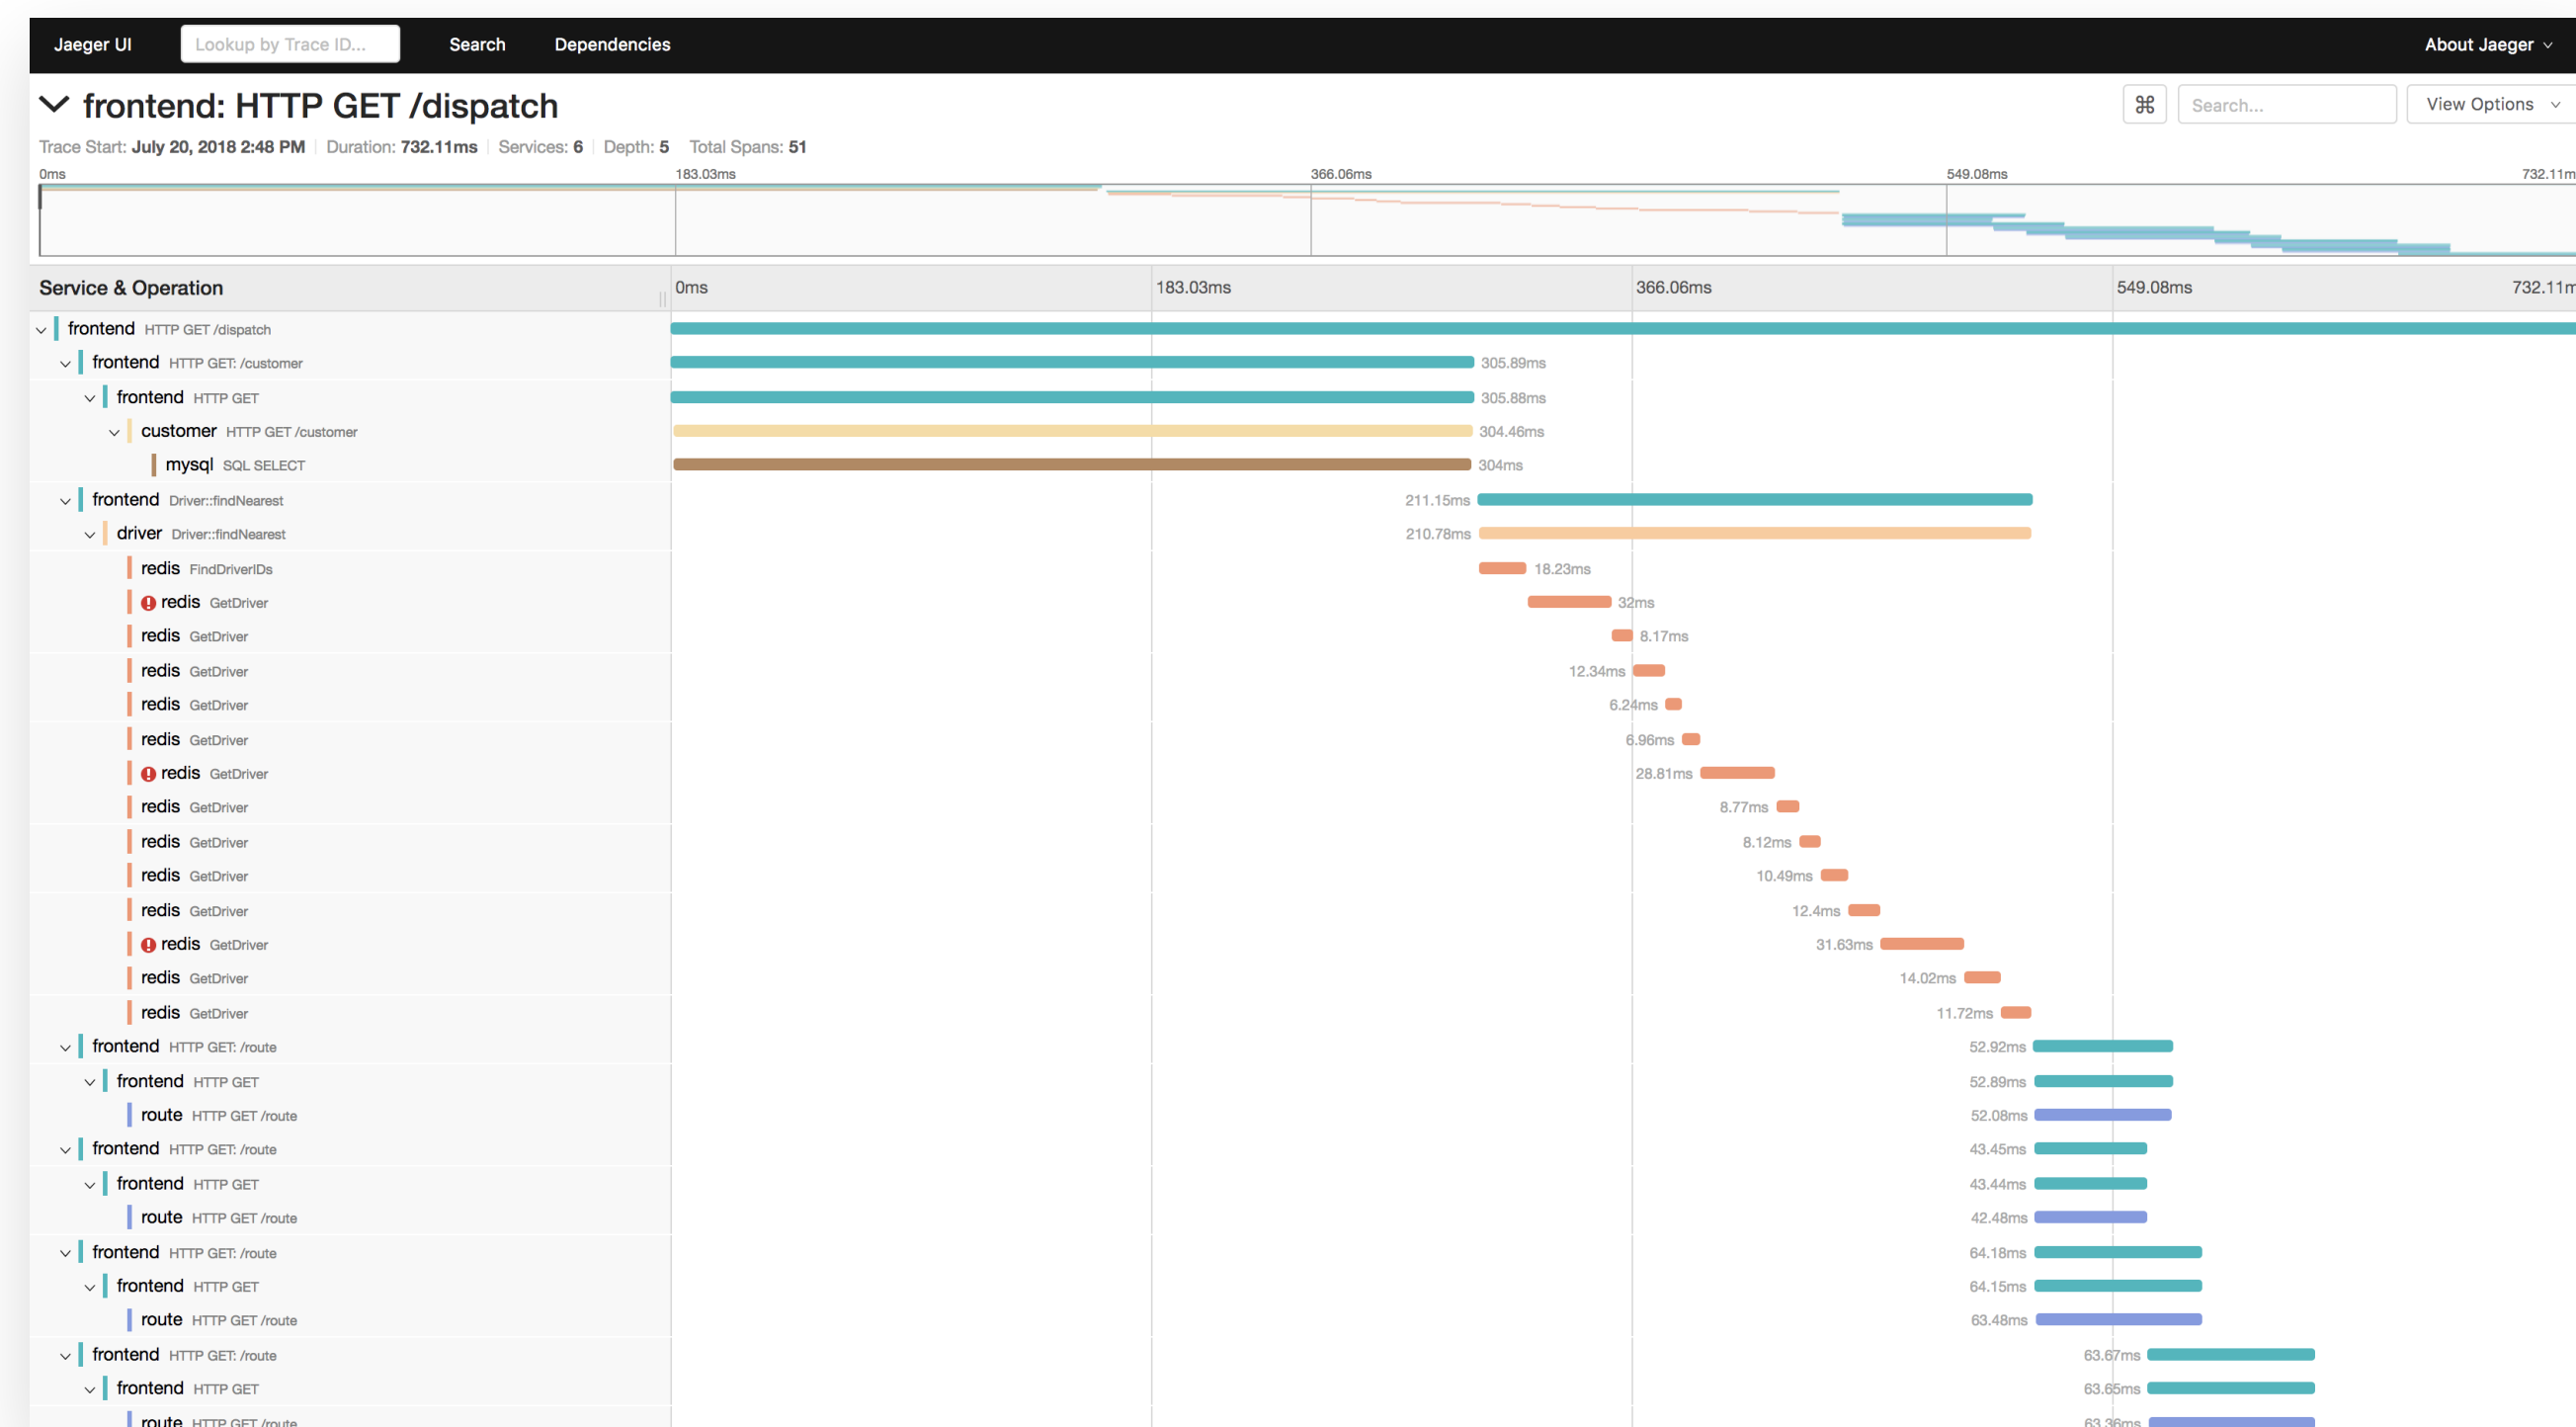 Jaeger UI Lookup by Trace ID... Search Dependencies About Jaeger
frontend: HTTP GET /dispatch ⌘ Search... View Options
Trace Start: July 20, 2018 2:48 PM Duration: 732.11ms Services: 6 Depth: 5 Total Spans: 51
0ms 183.03ms 366.06ms 549.08ms 732.11m
Service & Operation 0ms 183.03ms 366.06ms 549.08ms 732.11m
frontend HTTP GET /dispatch
frontend HTTP GET: /customer 305.89ms
frontend HTTP GET 305.88ms
customer HTTP GET /customer 304.46ms
mysql SQL SELECT 304ms
frontend Driver::findNearest 211.15ms
driver Driver::findNearest 210.78ms
redis FindDriverIDs 18.23ms
redis GetDriver 32ms
redis GetDriver 8.17ms
redis GetDriver 12.34ms
redis GetDriver 6.24ms
redis GetDriver 6.96ms
redis GetDriver 28.81ms
redis GetDriver 8.77ms
redis GetDriver 8.12ms
redis GetDriver 10.49ms
redis GetDriver 12.4ms
redis GetDriver 31.63ms
redis GetDriver 14.02ms
redis GetDriver 11.72ms
frontend HTTP GET: /route 52.92ms
frontend HTTP GET 52.89ms
route HTTP GET /route 52.08ms
frontend HTTP GET: /route 43.45ms
frontend HTTP GET 43.44ms
route HTTP GET /route 42.48ms
frontend HTTP GET: /route 64.18ms
frontend HTTP GET 64.15ms
route HTTP GET /route 63.48ms
frontend HTTP GET: /route 63.67ms
frontend HTTP GET 63.65ms
route HTTP GET /route 63.36ms